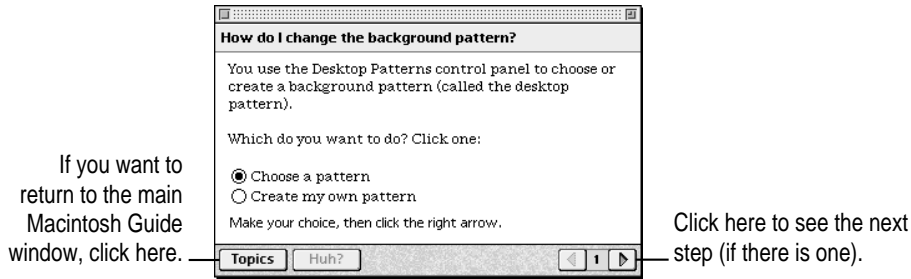 How do I change the background pattern?
You use the Desktop Patterns control panel to choose or
create a background pattern (called the desktop
pattern).
Which do you want to do? Click one:
Choose a pattern
Create my own pattern
Make your choice, then click the right arrow.
Topics Huh? 1
If you want to
return to the main
Macintosh Guide
window, click here.
Click here to see the next
step (if there is one).